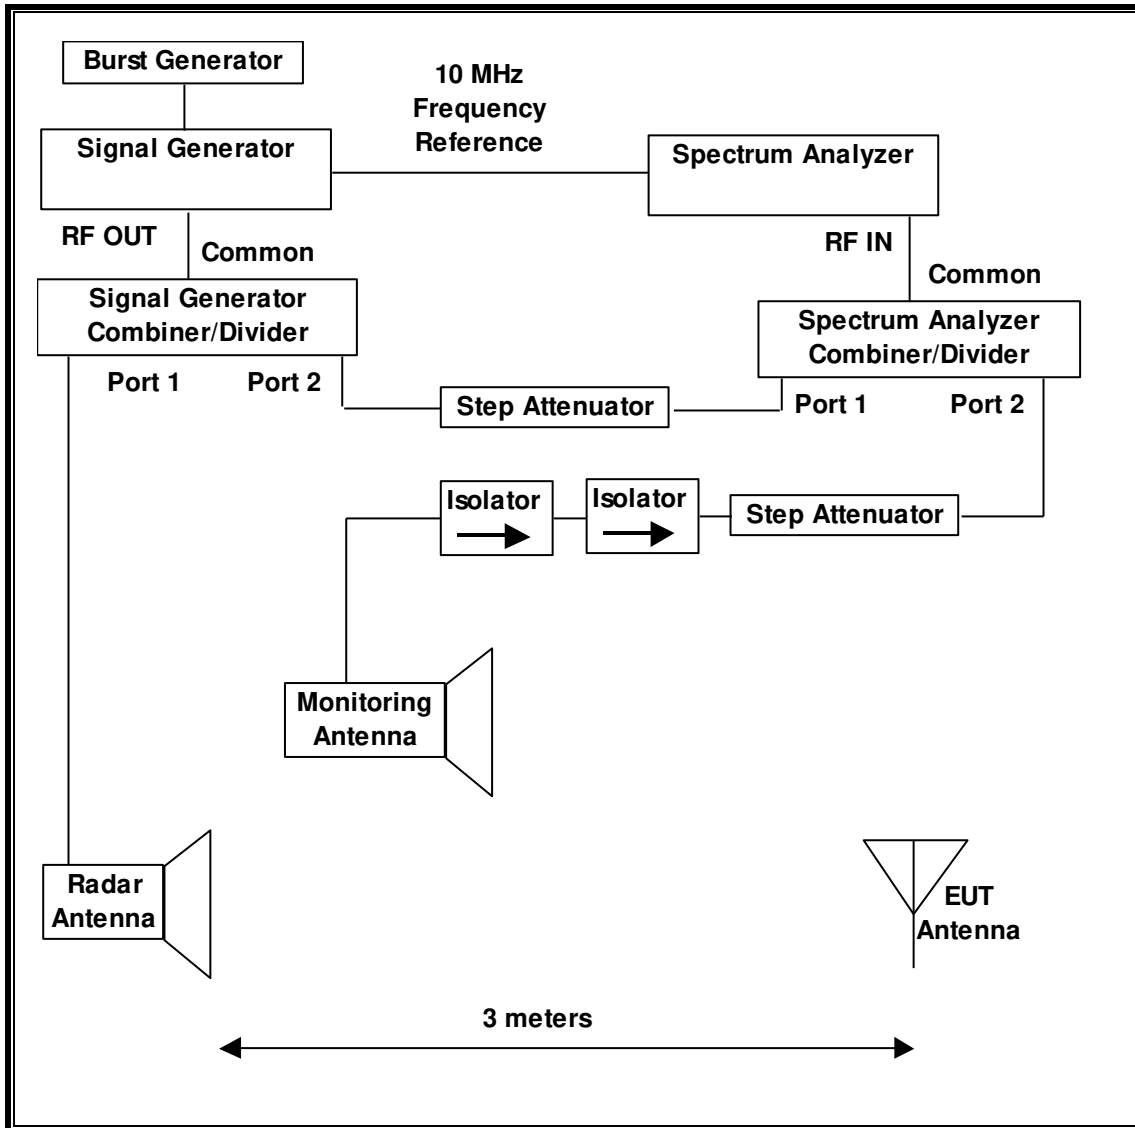 Burst Generator
10 MHz
Frequency
Reference
Signal Generator
Spectrum Analyzer
RF OUT
Common
RF IN
Common
Signal Generator
Combiner/Divider
Spectrum Analyzer
Combiner/Divider
Port 1
Port 2
Step Attenuator
Port 1
Port 2
Isolator
Isolator
Step Attenuator
Monitoring
Antenna
Radar
Antenna
EUT
Antenna
3 meters